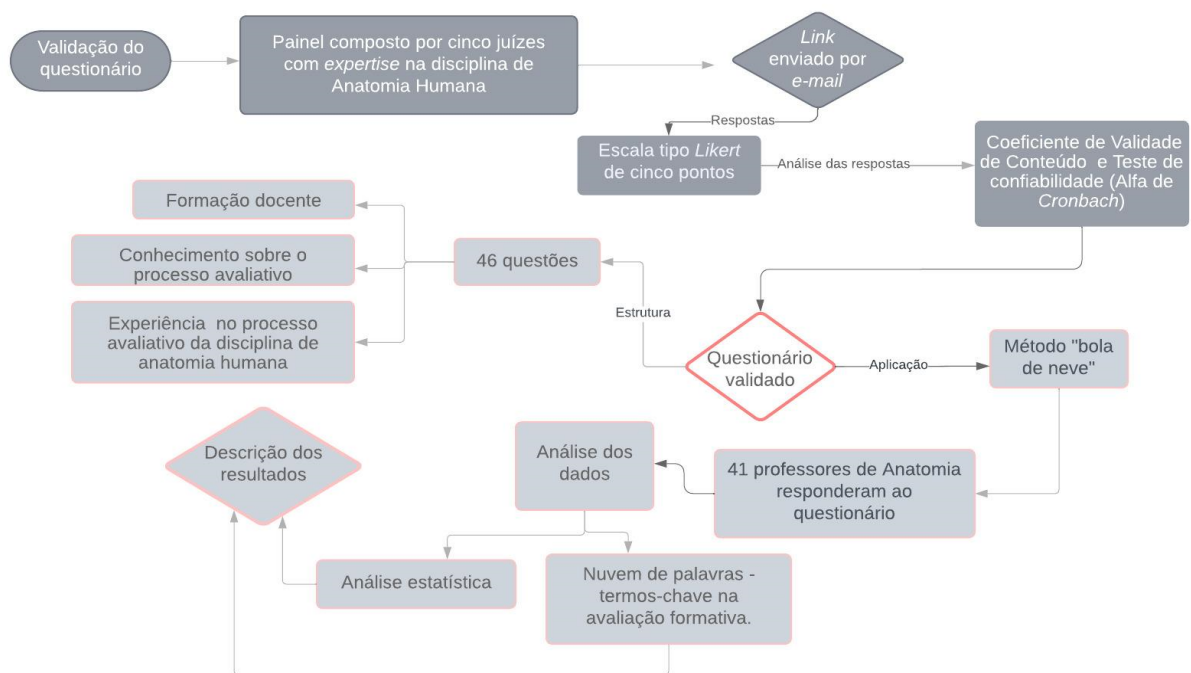 Validação do
questionário
Painel composto por cinco juízes
com expertise na disciplina de
Anatomia Humana
Link
enviado por
e-mail
Respostas
Escala tipo Likert
de cinco pontos
Análise das respostas
Coeficiente de Validade
de Conteúdo e Teste de
confiabilidade (Alfa de
Cronbach)
Formação docente
Conhecimento sobre o
processo avaliativo
Experiência no processo
avaliativo da disciplina de
anatomia humana
46 questões
Estrutura
Questionário
validado
Aplicação
Método "bola
de neve"
41 professores de Anatomia
responderam ao
questionário
Análise dos
dados
Descrição dos
resultados
Análise estatística
Nuvem de palavras -
termos-chave na
avaliação formativa.